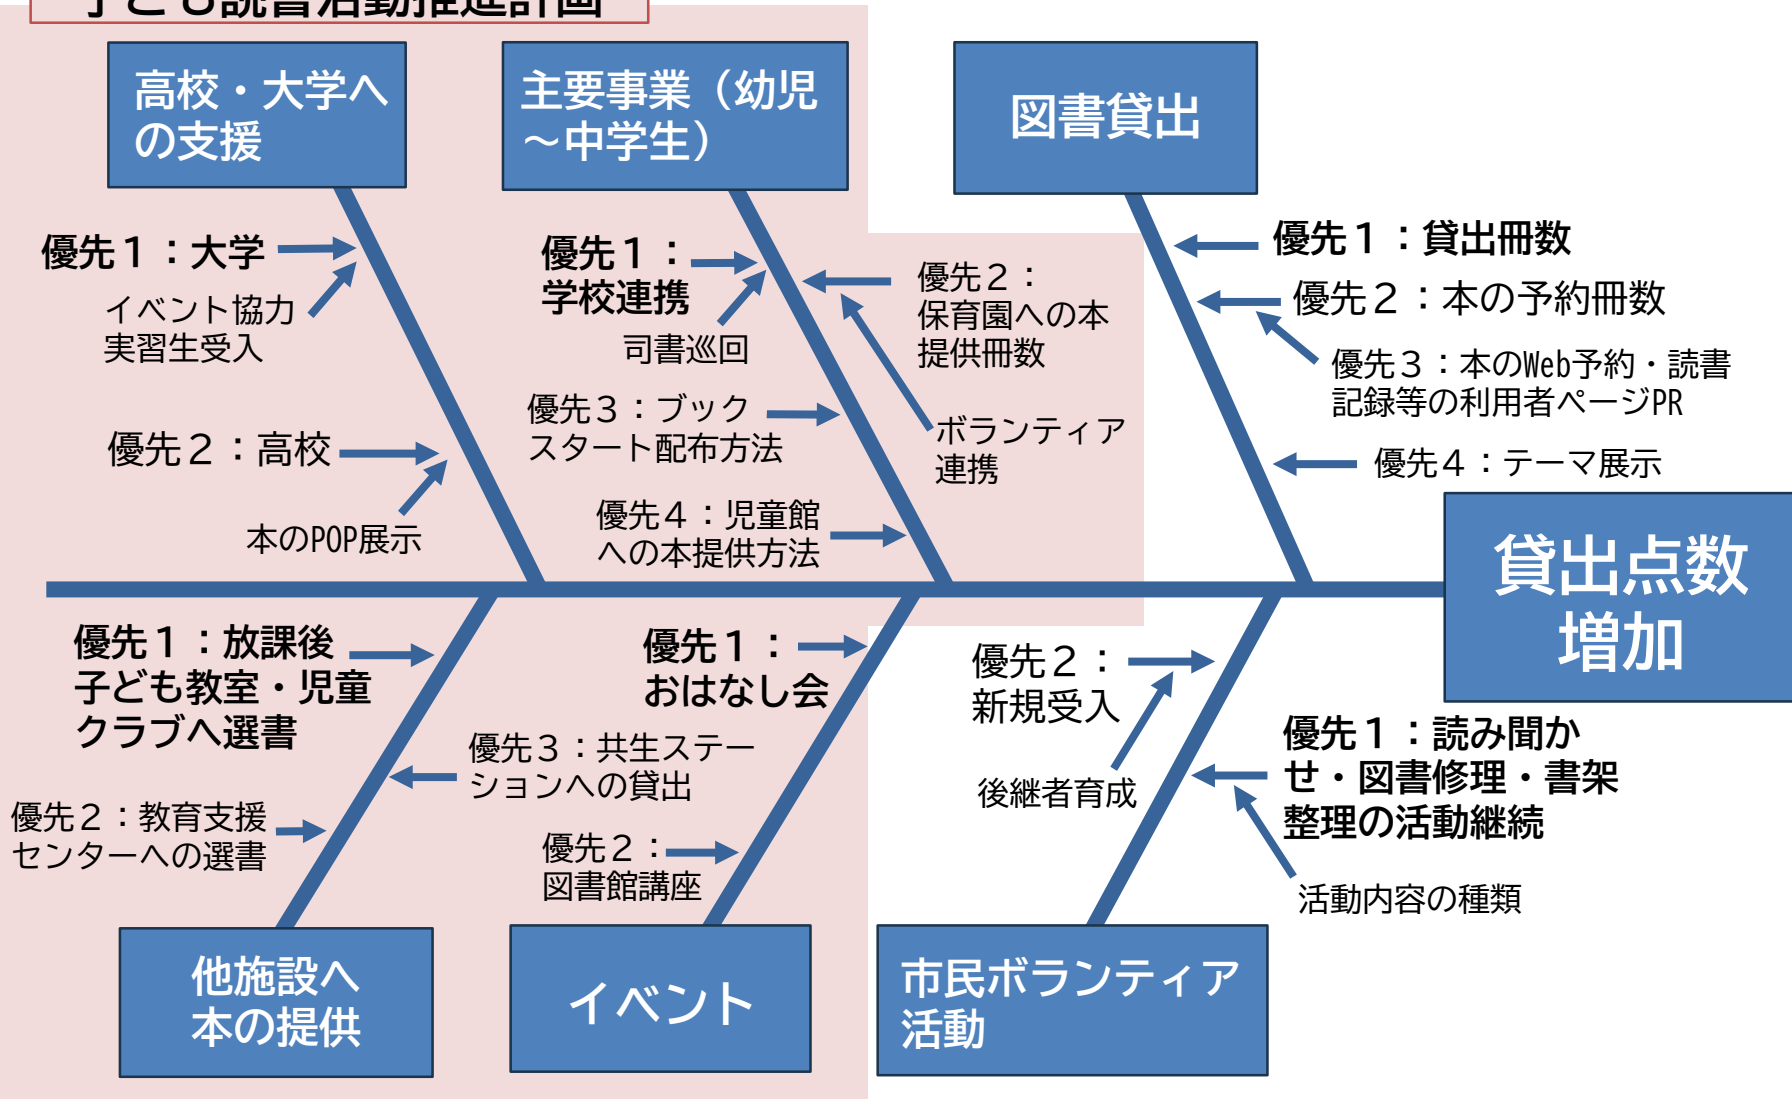 子ども読書活動推進計画
高校・大学へ
の支援
主要事業（幼児
～中学生）
図書貸出
優先１：大学
イベント協力
実習生受入
優先２：高校
本のPOP展示
優先１：
学校連携
司書巡回
優先２：
保育園への本
提供冊数
優先３：ブック
スタート配布方法
ボランティア
連携
優先４：児童館
への本提供方法
優先１：貸出冊数
優先２：本の予約冊数
優先３：本のWeb予約・読書
記録等の利用者ページPR
優先４：テーマ展示
貸出点数
増加
優先１：放課後
子ども教室・児童
クラブへ選書
優先３：共生ステー
ションへの貸出
優先２：教育支援
センターへの選書
優先１：
おはなし会
優先２：
図書館講座
優先２：
新規受入
後継者育成
優先１：読み聞か
せ・図書修理・書架
整理の活動継続
活動内容の種類
他施設へ
本の提供
イベント
市民ボランティア
活動